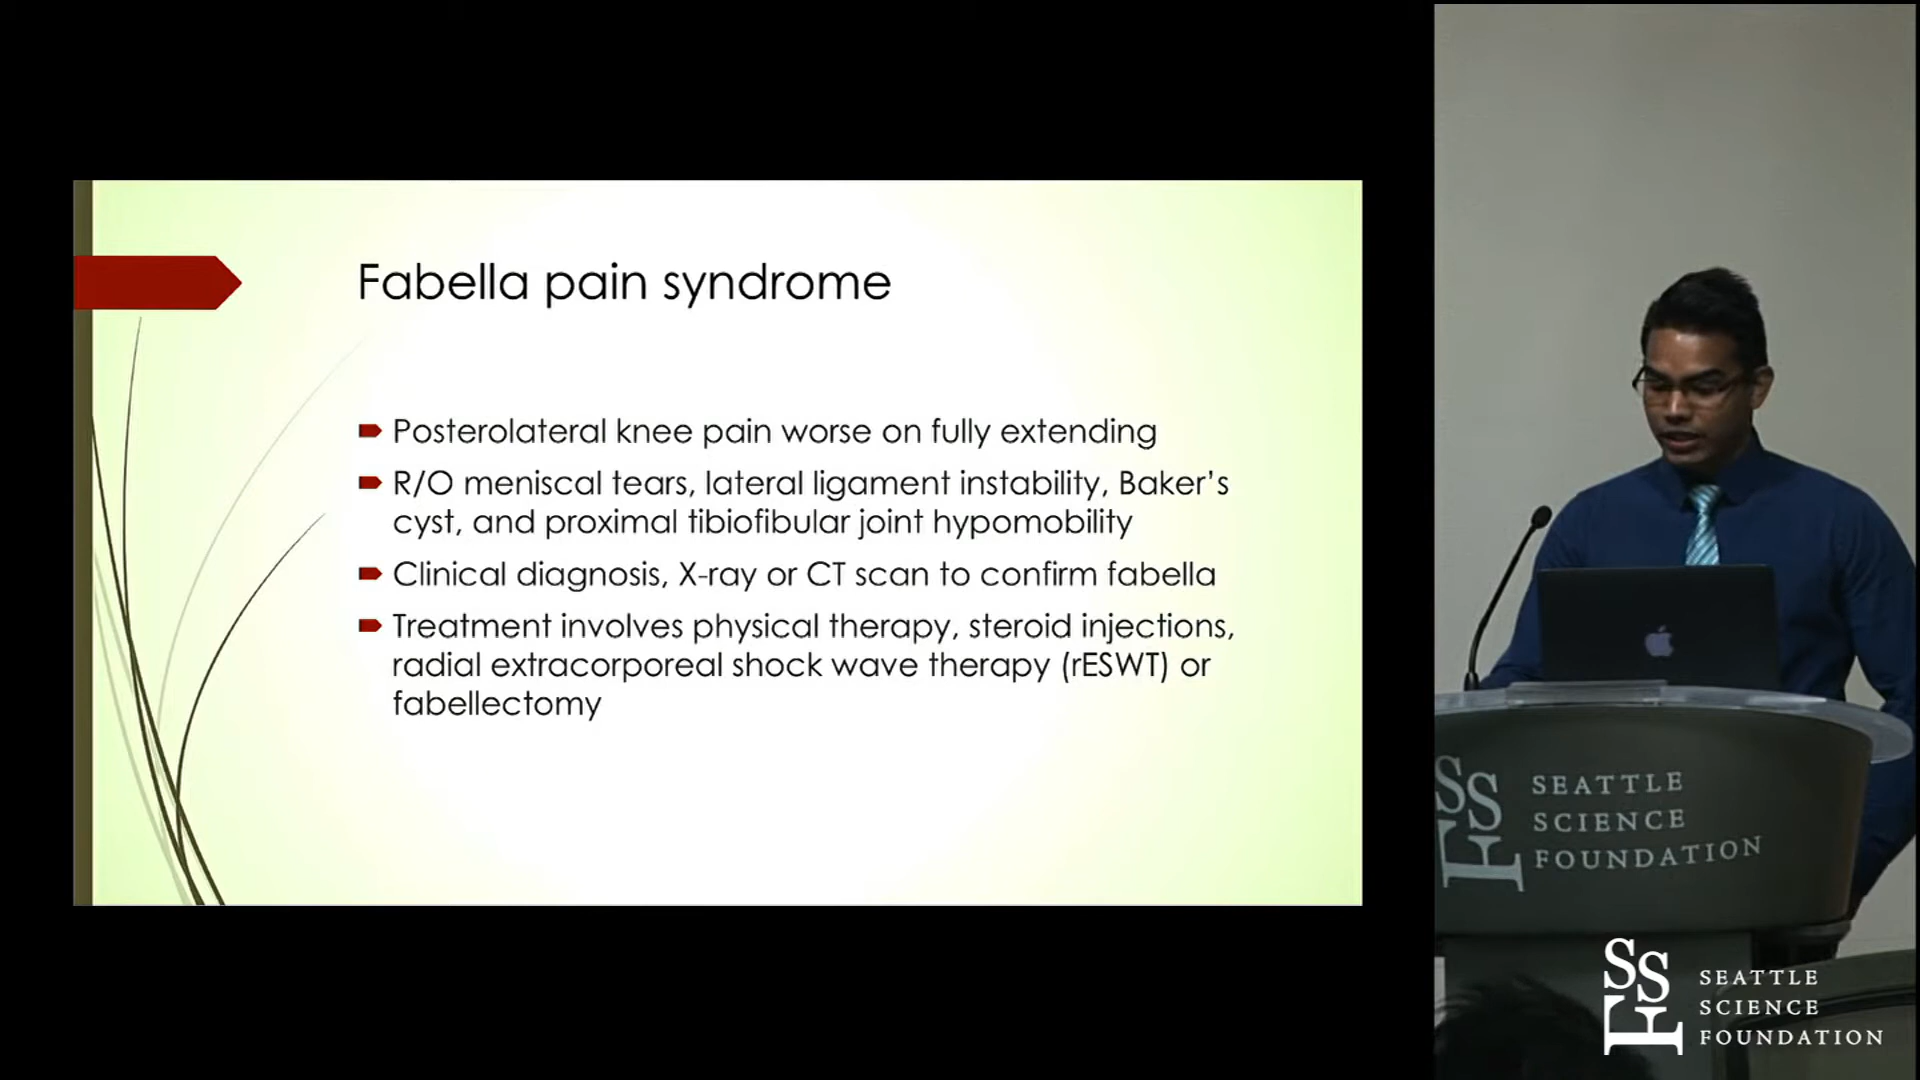 Fabella pain syndrome
Posterolateral knee pain worse on fully extending
R/O meniscal tears, lateral ligament instability, Baker's
cyst, and proximal tibiofibular joint hypomobility
Clinical diagnosis, X-ray or CT scan to confirm fabella
Treatment involves physical therapy, steroid injections,
radial extracorporeal shock wave therapy (rESWT) or
fabellectomy
SSF
SEATTLE
SCIENCE
FOUNDATION
SSF
SEATTLE
SCIENCE
FOUNDATION